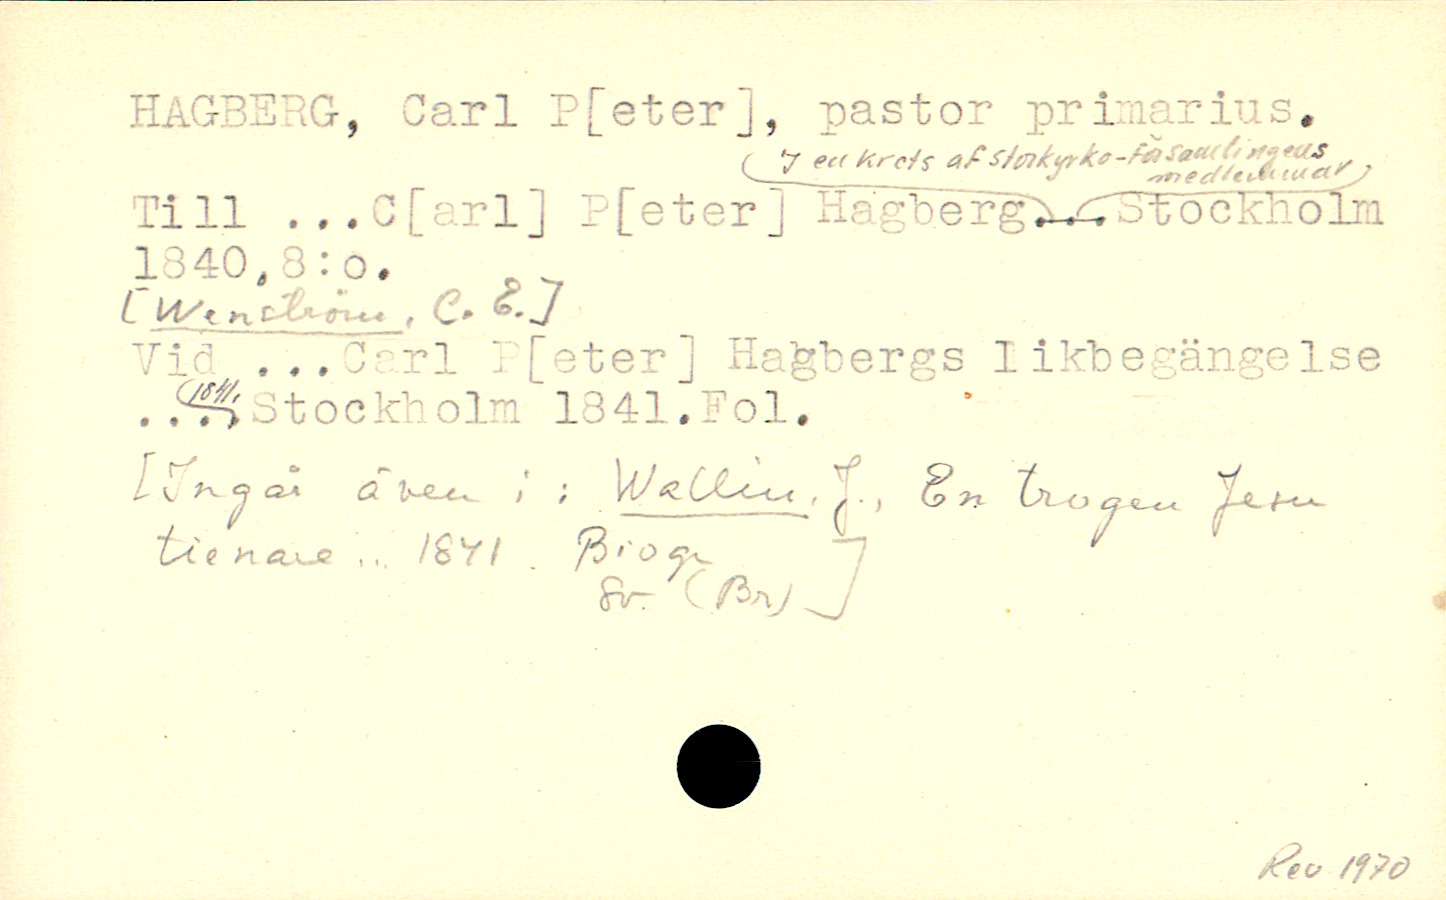 HAGBERG, Carl P[eter], pastor primarius.
I en krets af Storkyrko-församlingens
medlemmar
Till ...C[arl] P[eter] Hagberg...Stockholm
1840,8:o.
[Wenström, C. E.]
Vid ...Carl P[eter] Hagbergs likbegängelse
1841.
....Stockholm 1841.Fol.
[Ingår även i : Wallin, J., En trogen Jesu
tienare... 1841. Biogr
Sv. (Br)]
Rev 1970